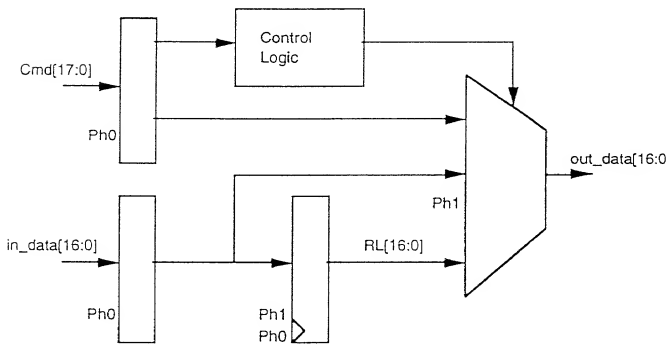 Control
Logic
Cmd[17:0]
Ph0
out_data[16:0
Ph1
in_data[16:0]
RL[16:0]
Ph0
Ph1
Ph0